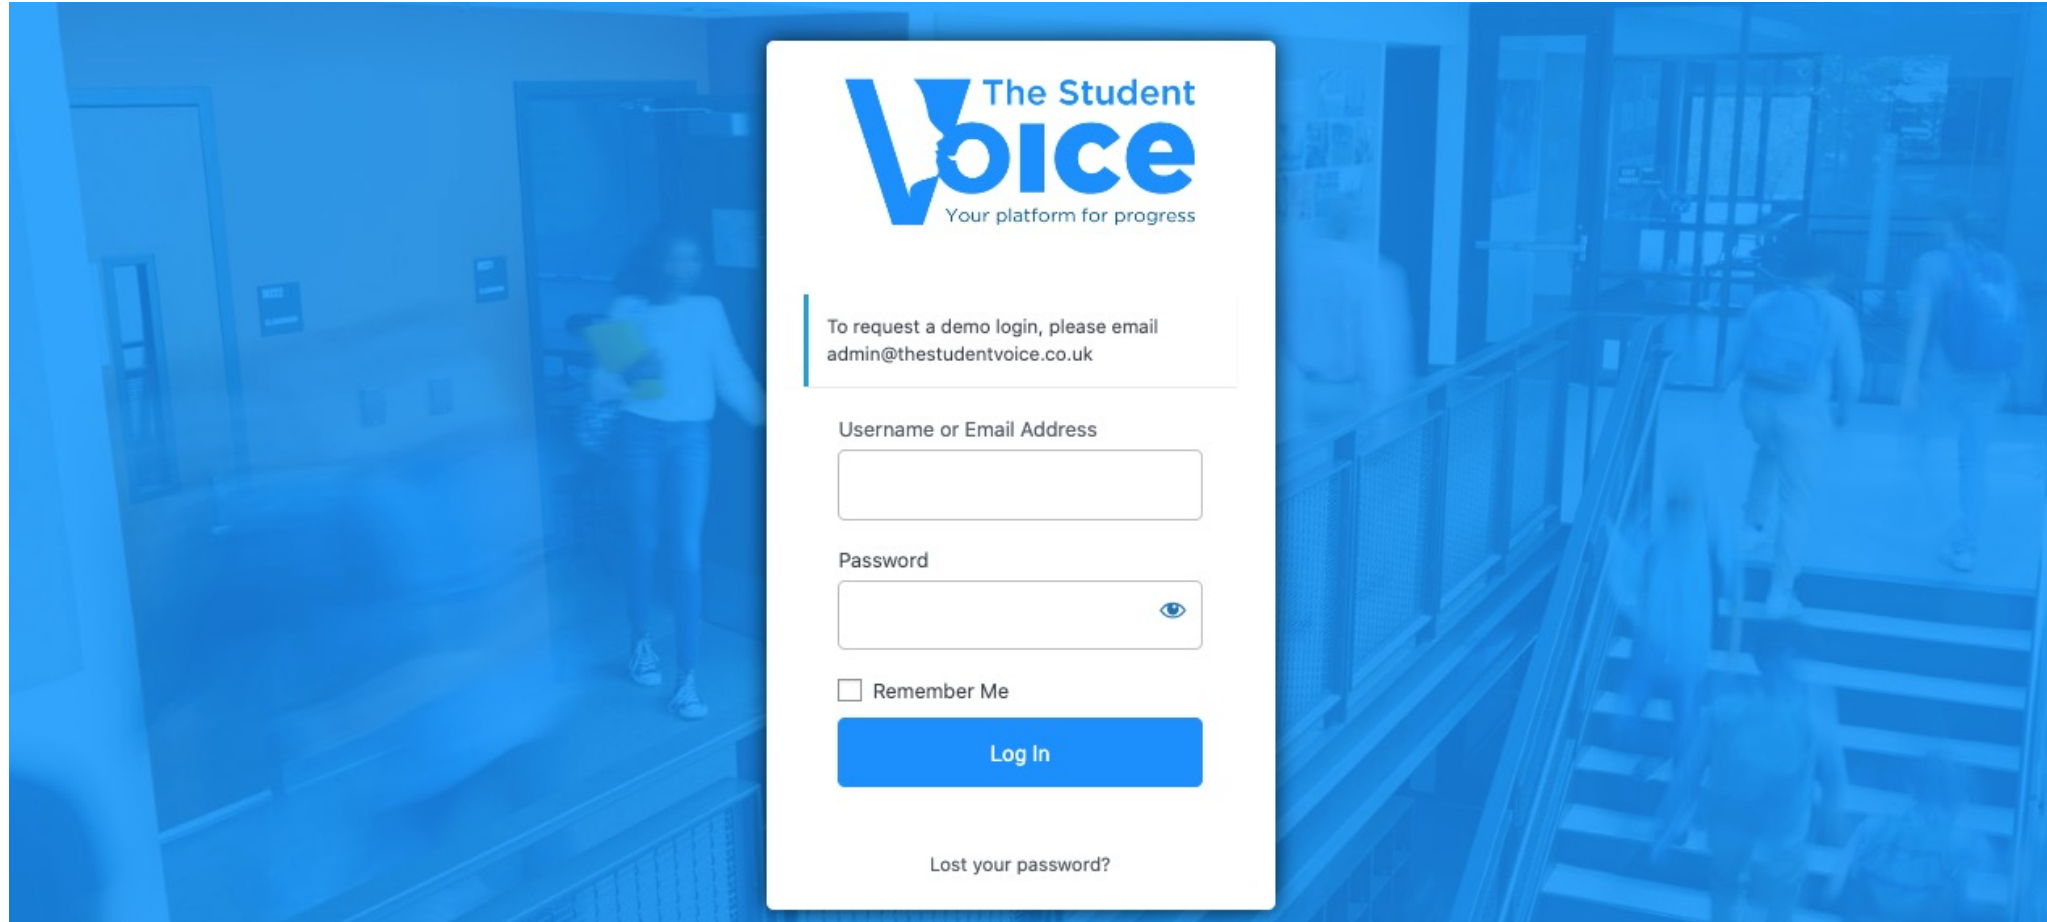 The Student
Voice
Your platform for progress
To request a demo login, please email
admin@thestudentvoice.co.uk
Username or Email Address
Password
Remember Me
Log In
Lost your password?